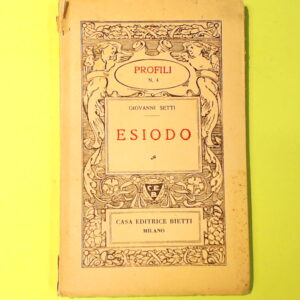 PROFILI
N. 4
GIOVANNI SETTI
ESIODO
C E
B
CASA EDITRICE BIETTI
MILANO